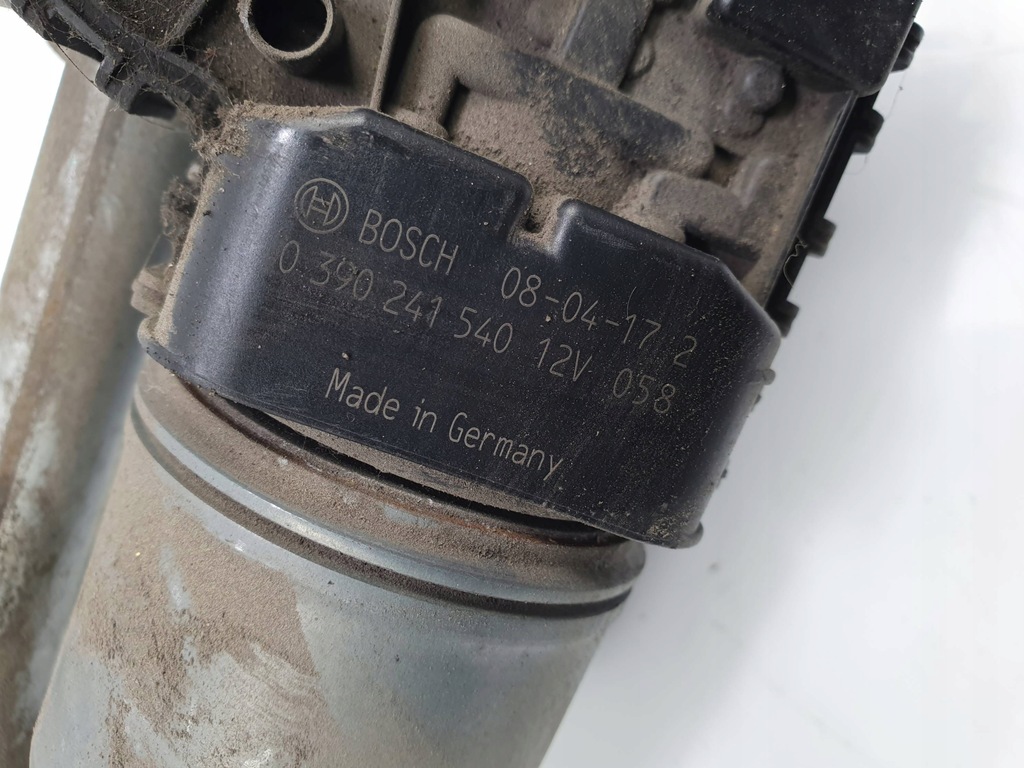 BOSCH 08-04-17 2
0 390 241 540 12V 058
Made in Germany